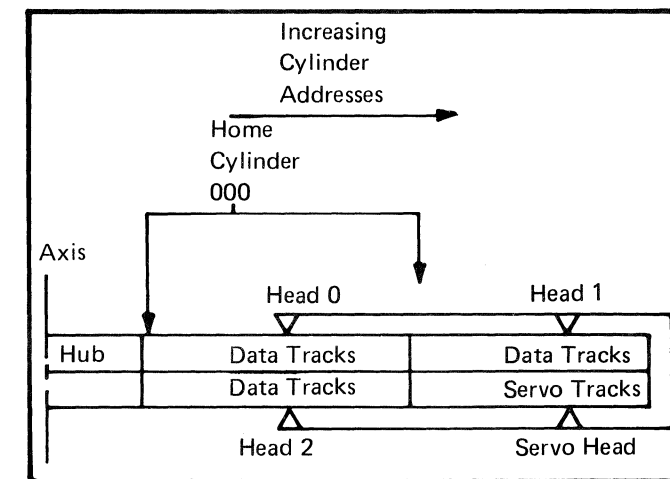 Increasing
Cylinder
Addresses
Home
Cylinder
000
Axis
Head 0
Head 1
Hub
Data Tracks
Data Tracks
Data Tracks
Servo Tracks
Head 2
Servo Head